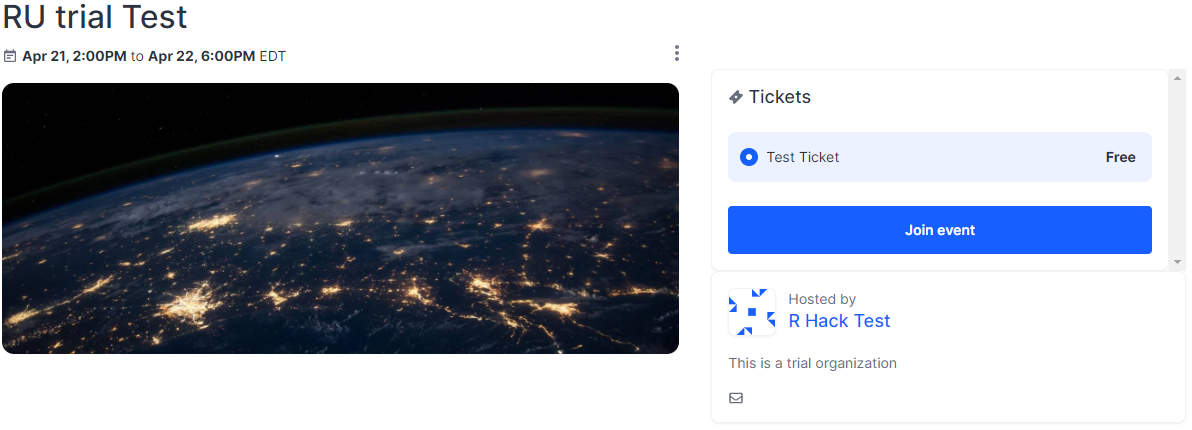 RU trial Test
Apr 21, 2:00PM to Apr 22, 6:00PM EDT
Tickets
Test Ticket Free
Join event
Hosted by
R Hack Test
This is a trial organization